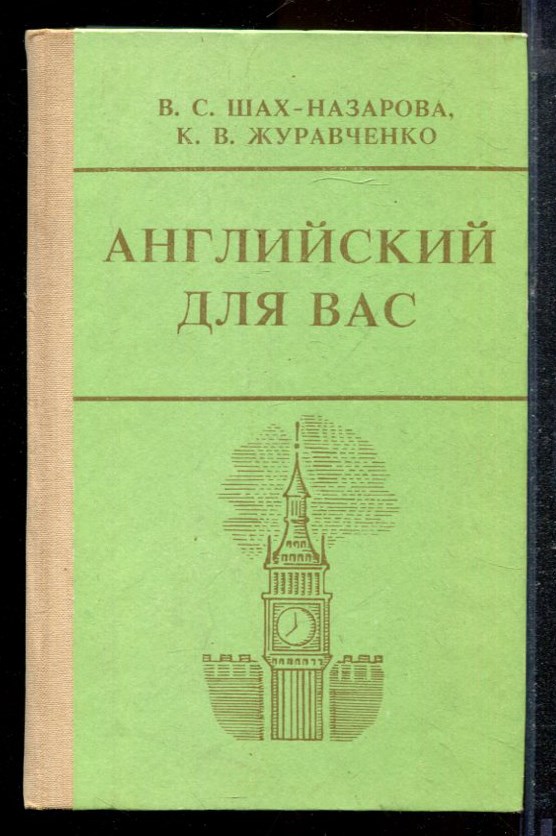 В. С. ШАХ-НАЗАРОВА,
К. В. ЖУРАВЧЕНКО
АНГЛИЙСКИЙ
ДЛЯ ВАС